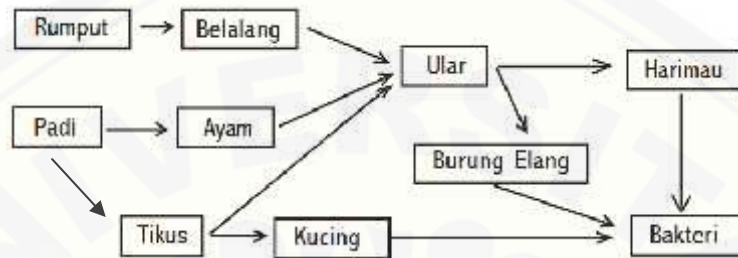 Rumput
Belalang
Ular
Harimau
Padi
Ayam
Burung Elang
Tikus
Kucing
Bakteri